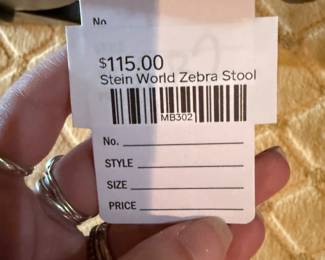 No.
$115.00
Stein World Zebra Stool
MB302
No.
STYLE
SIZE
PRICE